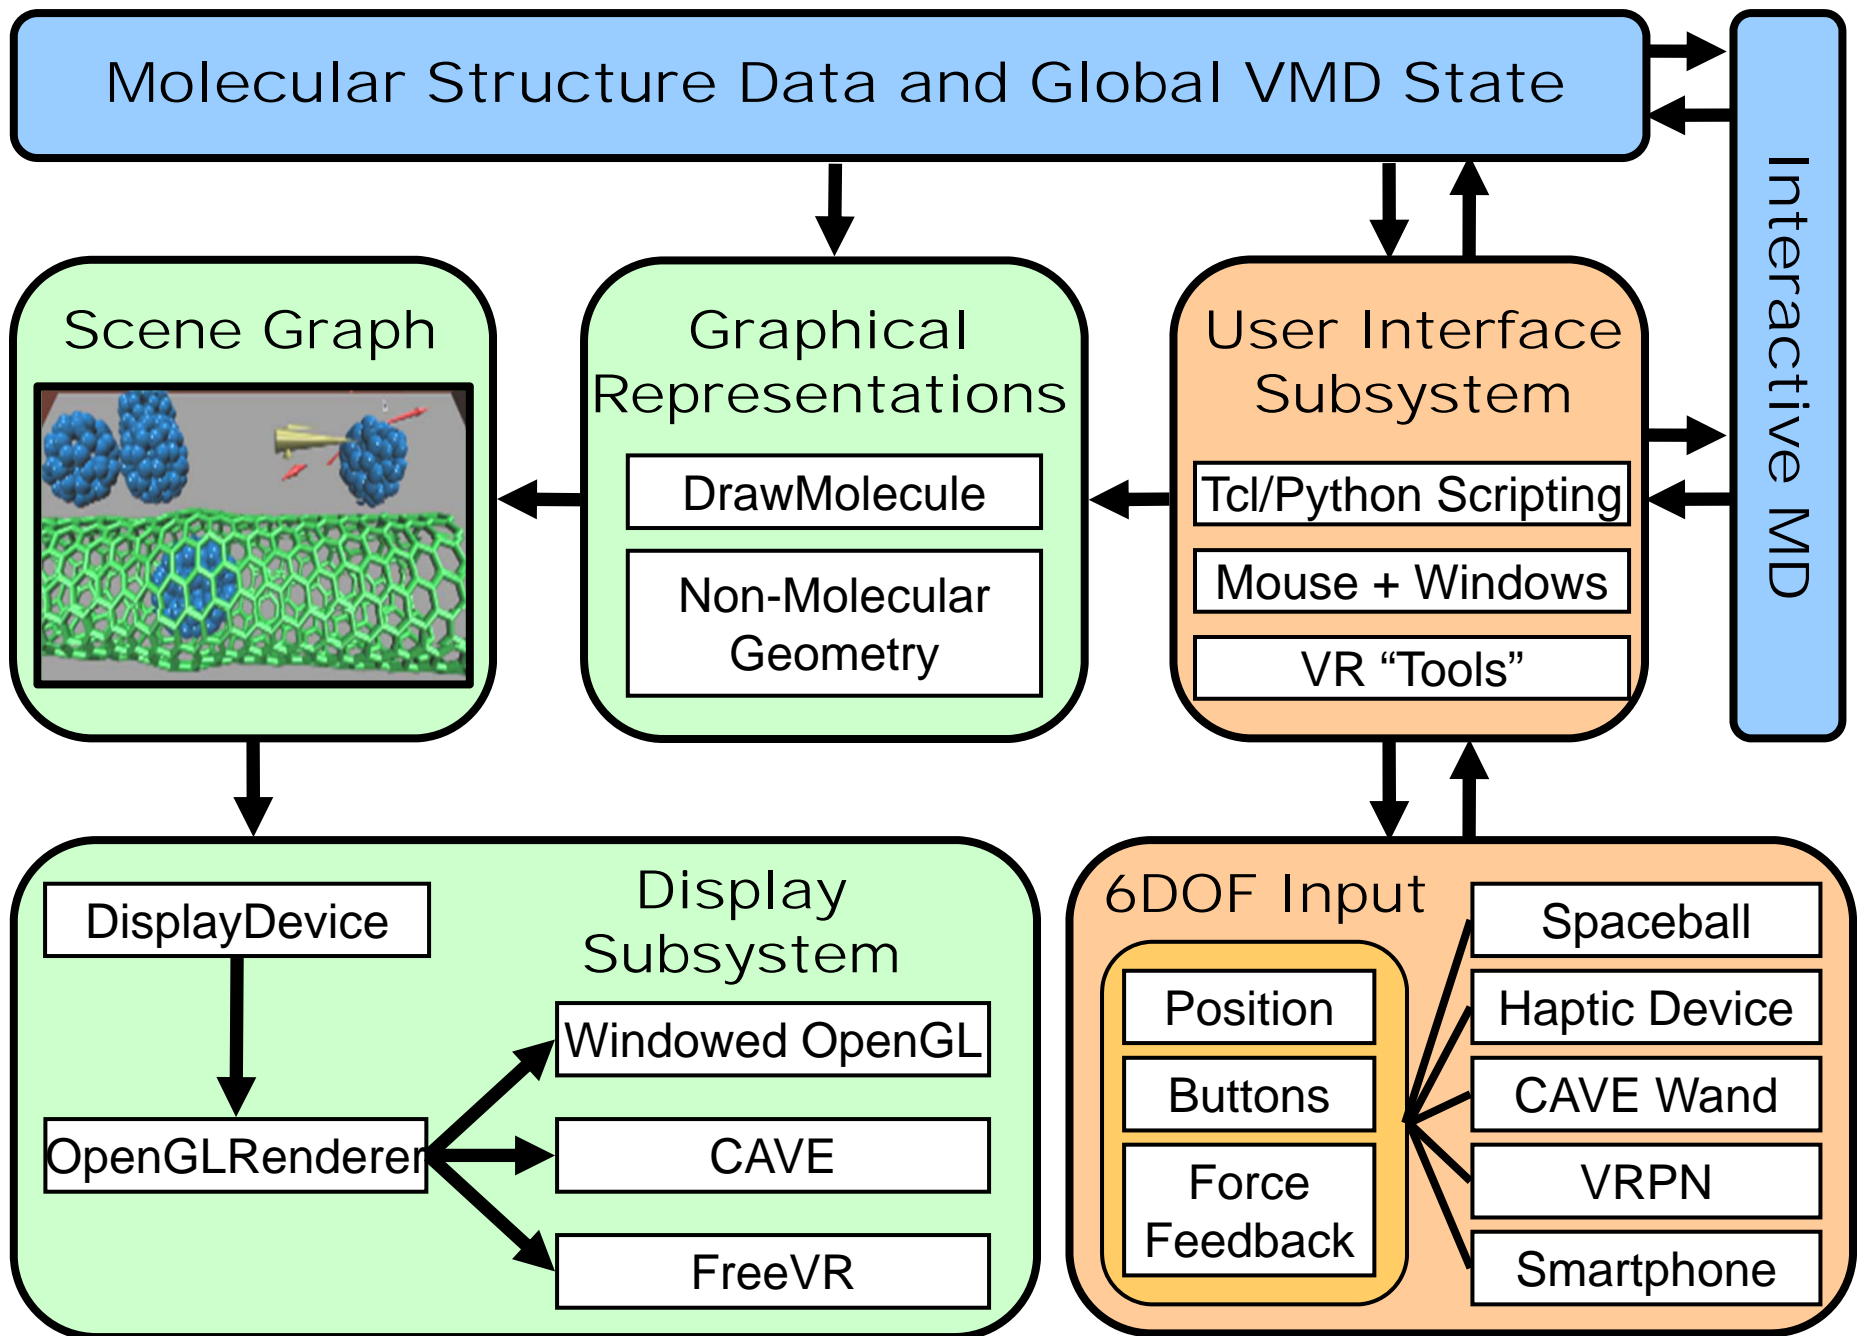 Molecular Structure Data and Global VMD State
Interactive MD
Scene Graph
Graphical
Representations
DrawMolecule
Non-Molecular
Geometry
User Interface
Subsystem
Tcl/Python Scripting
Mouse + Windows
VR “Tools”
Display
Subsystem
DisplayDevice
OpenGLRenderer
Windowed OpenGL
CAVE
FreeVR
6DOF Input
Position
Buttons
Force
Feedback
Spaceball
Haptic Device
CAVE Wand
VRPN
Smartphone